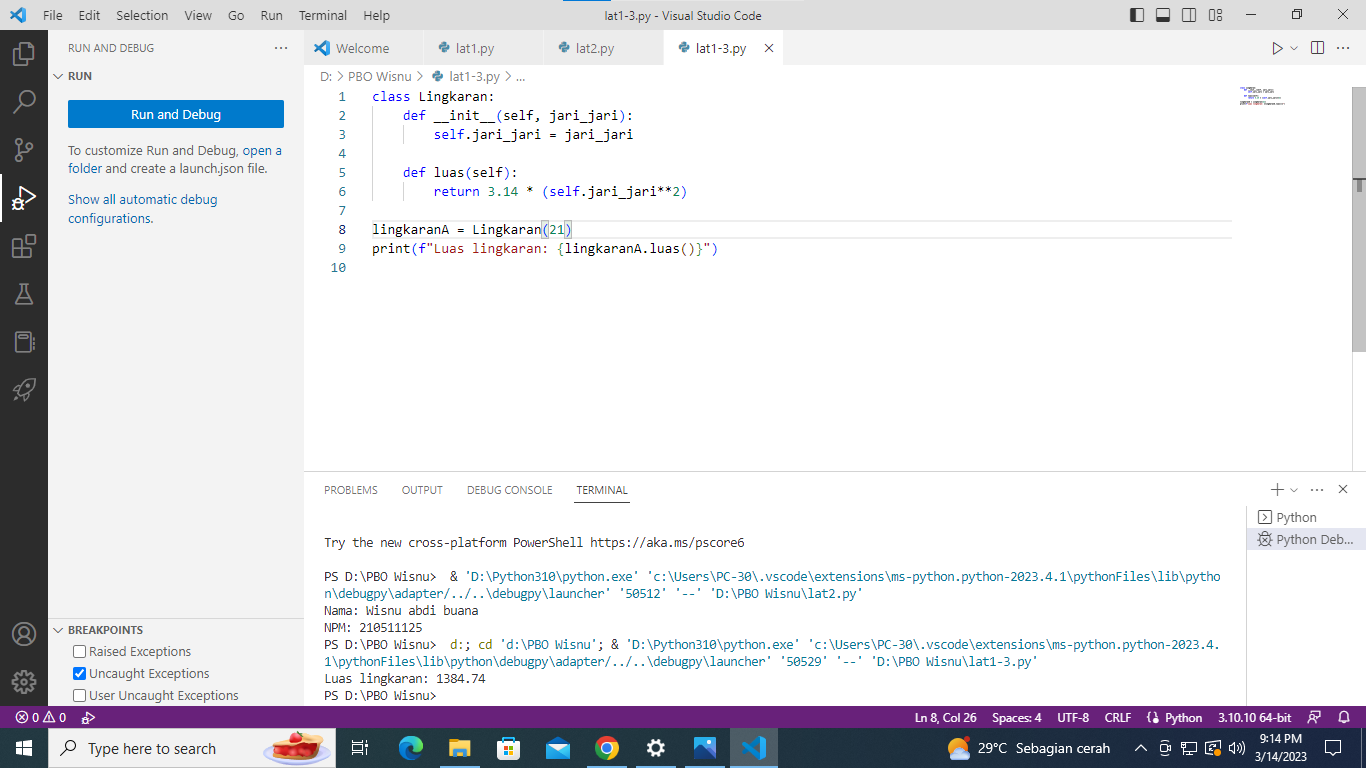 File Edit Selection View Go Run Terminal Help
lat1-3.py - Visual Studio Code
RUN AND DEBUG
RUN
Run and Debug
To customize Run and Debug, open a
folder and create a launch.json file.
Show all automatic debug
configurations.
BREAKPOINTS
Raised Exceptions
Uncaught Exceptions
User Uncaught Exceptions
Welcome lat1.py lat2.py lat1-3.py
D: > PBO Wisnu > lat1-3.py > ...
1 class Lingkaran:
2 def __init__(self, jari_jari):
3 self.jari_jari = jari_jari
4
5 def luas(self):
6 return 3.14 * (self.jari_jari**2)
7
8 lingkaranA = Lingkaran(21)
9 print(f"Luas lingkaran: {lingkaranA.luas()}")
10
PROBLEMS OUTPUT DEBUG CONSOLE TERMINAL
Try the new cross-platform PowerShell https://aka.ms/pscore6
PS D:\PBO Wisnu>  & 'D:\Python310\python.exe' 'c:\Users\PC-30\.vscode\extensions\ms-python.python-2023.4.1\pythonFiles\lib\pytho
n\debugpy\adapter/../..\debugpy\launcher' '50512' '--' 'D:\PBO Wisnu\lat2.py'
Nama: Wisnu abdi buana
NPM: 210511125
PS D:\PBO Wisnu>  d:; cd 'd:\PBO Wisnu'; & 'D:\Python310\python.exe' 'c:\Users\PC-30\.vscode\extensions\ms-python.python-2023.4.
1\pythonFiles\lib\python\debugpy\adapter/../..\debugpy\launcher' '50529' '--' 'D:\PBO Wisnu\lat1-3.py'
Luas lingkaran: 1384.74
PS D:\PBO Wisnu>
Python
Python Deb...
0 0
Ln 8, Col 26 Spaces: 4 UTF-8 CRLF Python 3.10.10 64-bit
Type here to search
29°C Sebagian cerah
9:14 PM
3/14/2023